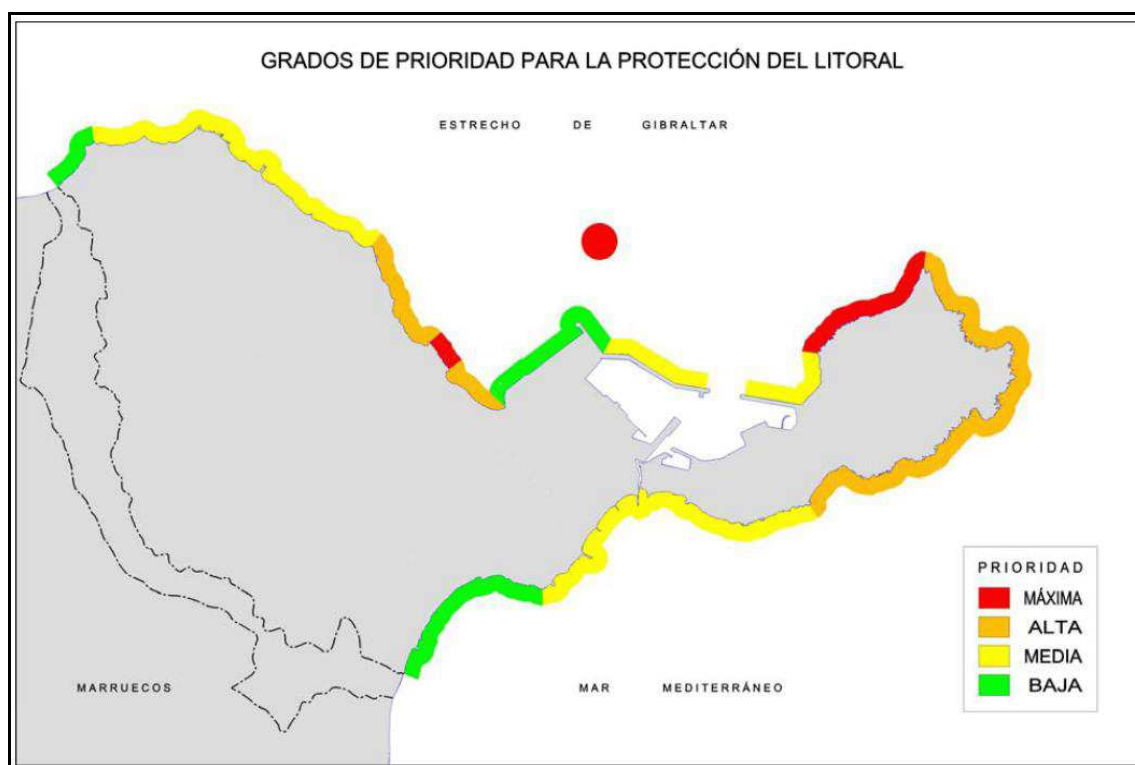 GRADOS DE PRIORIDAD PARA LA PROTECCIÓN DEL LITORAL
ESTRECHO DE GIBRALTAR
PRIORIDAD
MÁXIMA
ALTA
MEDIA
BAJA
MARRUECOS
MAR MEDITERRÁNEO